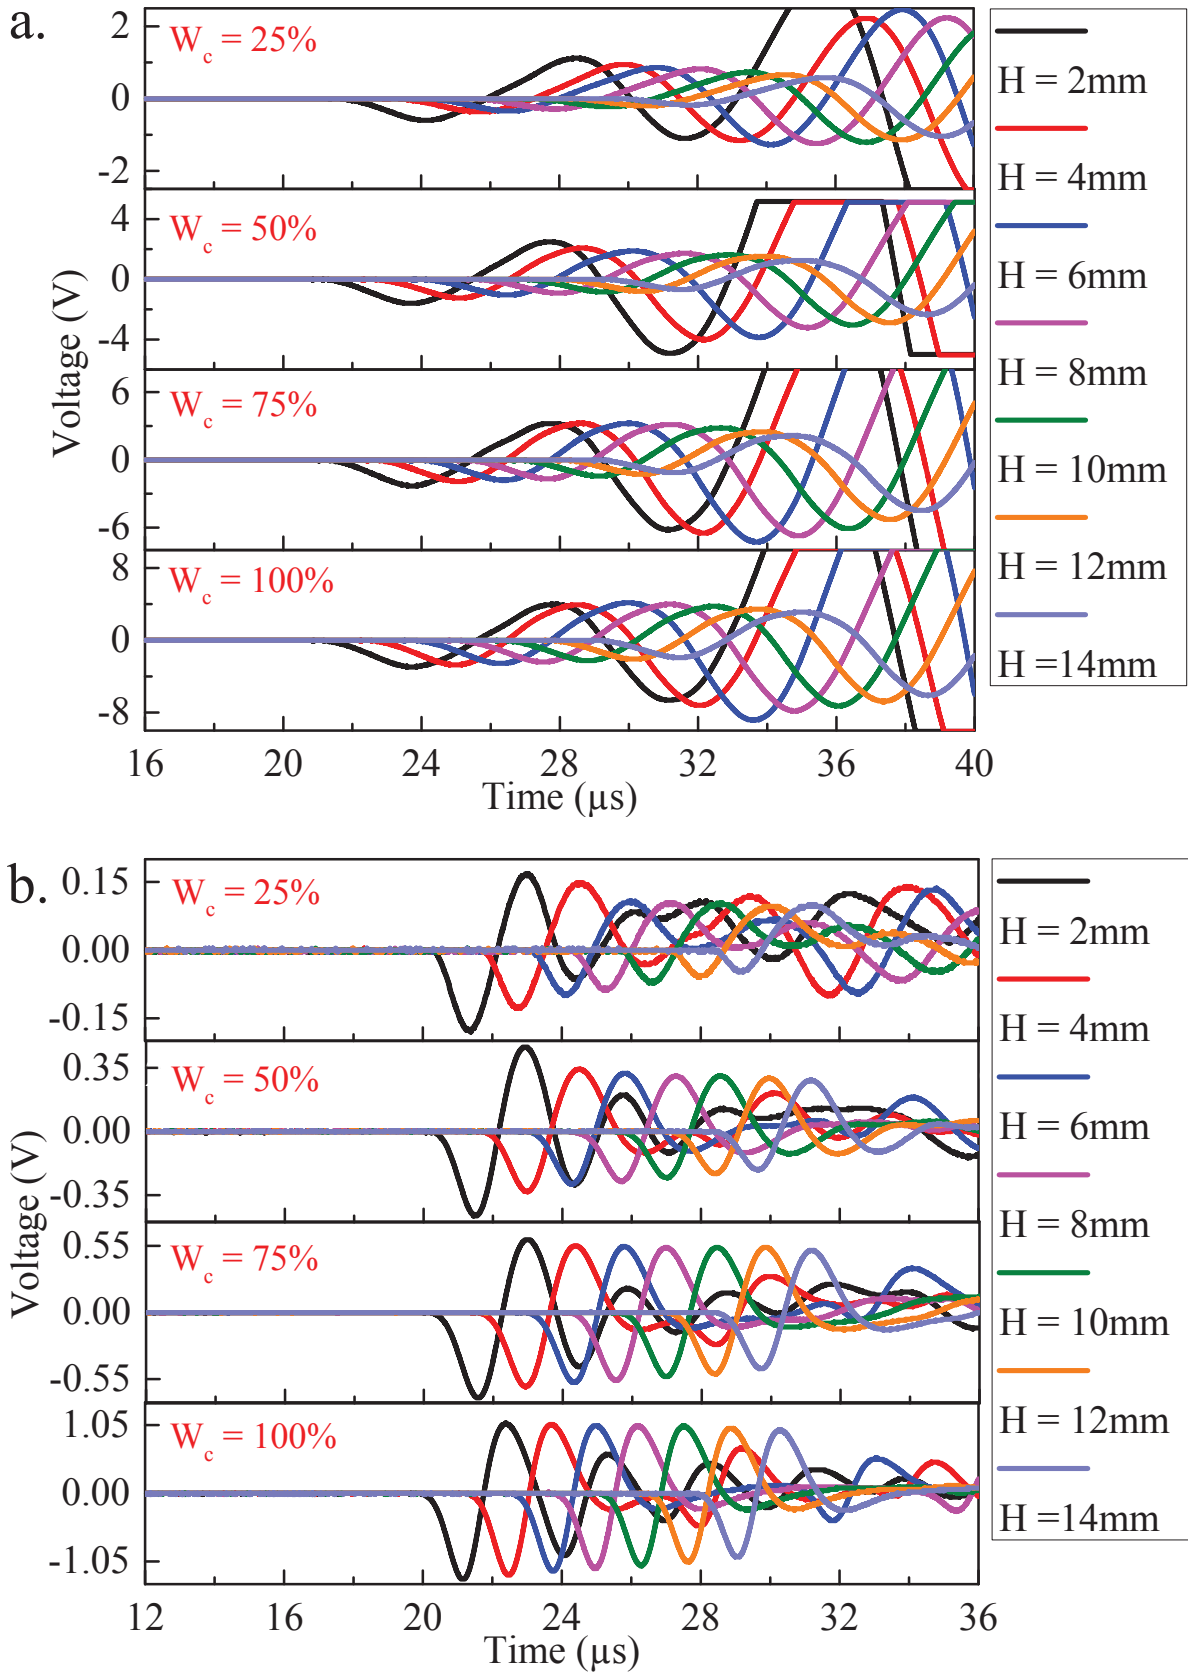 a.
2
0
-2
W_c = 25%
4
0
-4
W_c = 50%
6
0
-6
W_c = 75%
8
0
-8
W_c = 100%
Voltage (V)
16 20 24 28 32 36 40
Time (µs)
H = 2mm
H = 4mm
H = 6mm
H = 8mm
H = 10mm
H = 12mm
H =14mm
b.
0.15
0.00
-0.15
W_c = 25%
0.35
0.00
-0.35
W_c = 50%
0.55
0.00
-0.55
W_c = 75%
1.05
0.00
-1.05
W_c = 100%
Voltage (V)
12 16 20 24 28 32 36
Time (µs)
H = 2mm
H = 4mm
H = 6mm
H = 8mm
H = 10mm
H = 12mm
H =14mm